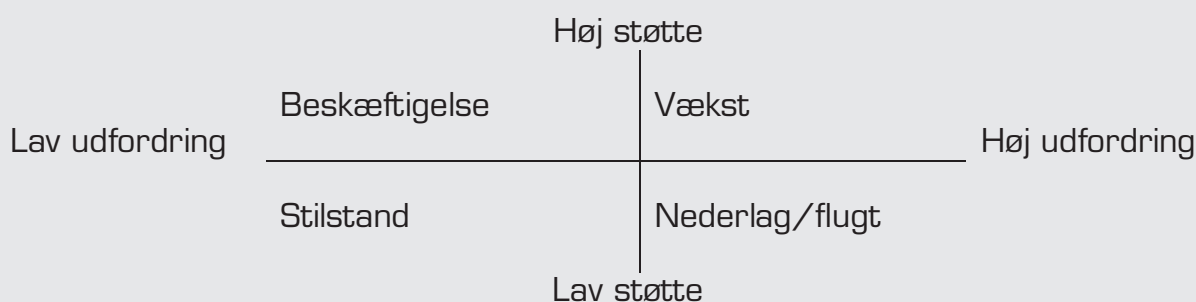 Høj støtte
Beskæftigelse
Vækst
Lav udfordring
Høj udfordring
Stilstand
Nederlag/flugt
Lav støtte